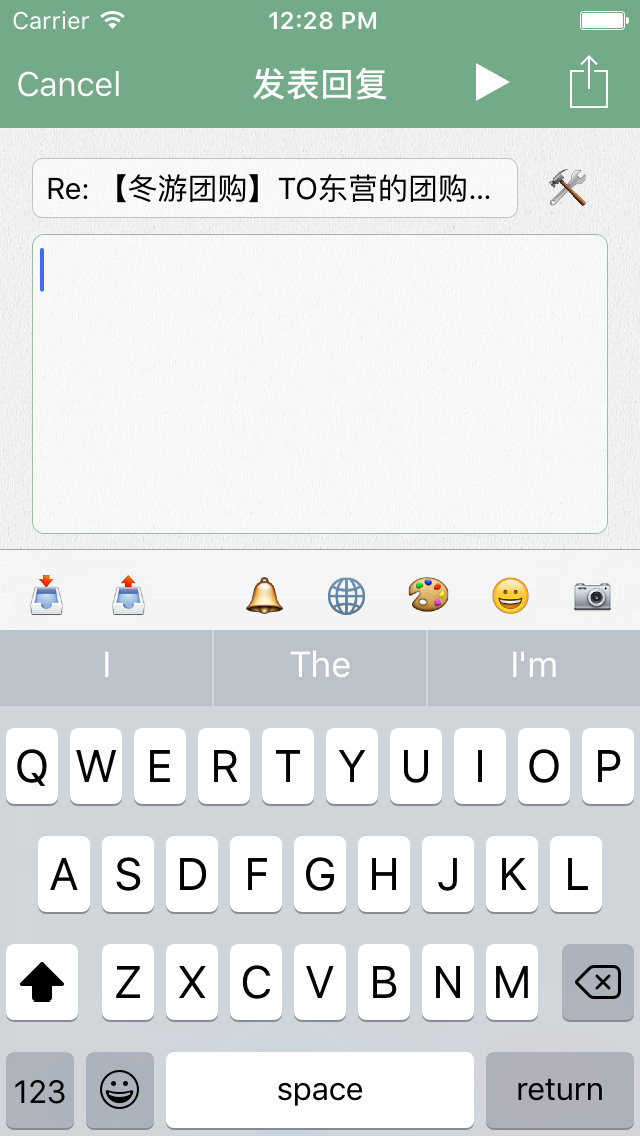 Carrier 12:28 PM
Cancel 发表回复
Re: 【冬游团购】TO东营的团购...
I The I'm
Q W E R T Y U I O P
A S D F G H J K L
Z X C V B N M
123 space return